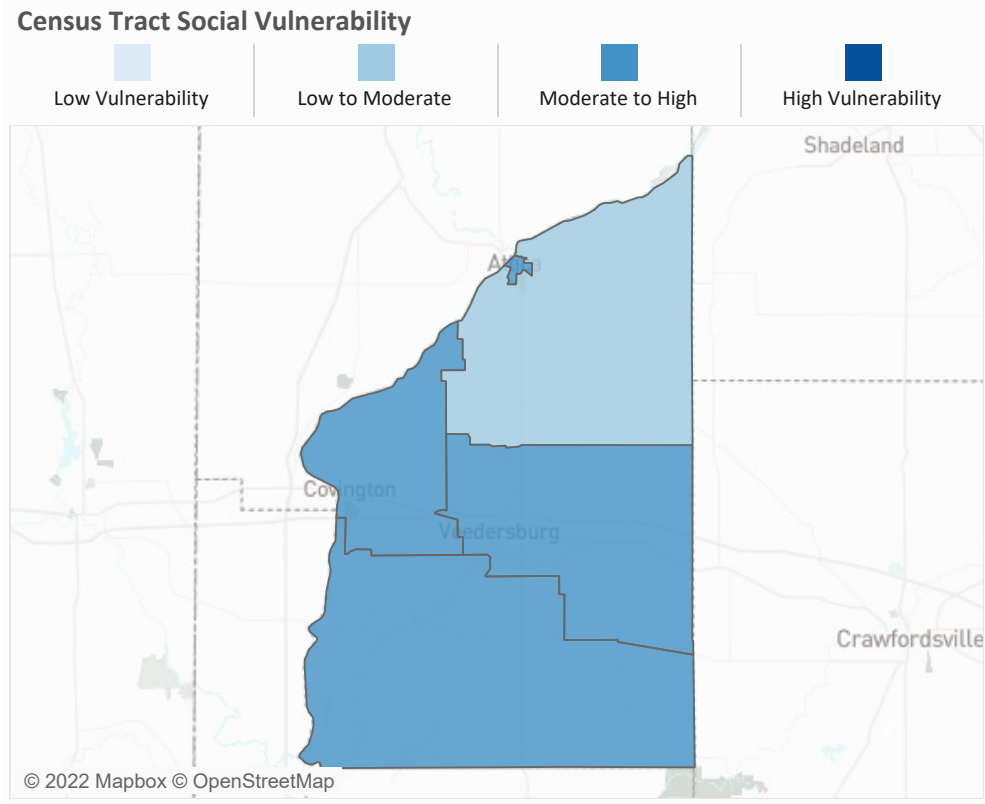 Census Tract Social Vulnerability
Low Vulnerability
Low to Moderate
Moderate to High
High Vulnerability
Shadeland
Covington
Veedersburg
Crawfordsville
© 2022 Mapbox © OpenStreetMap